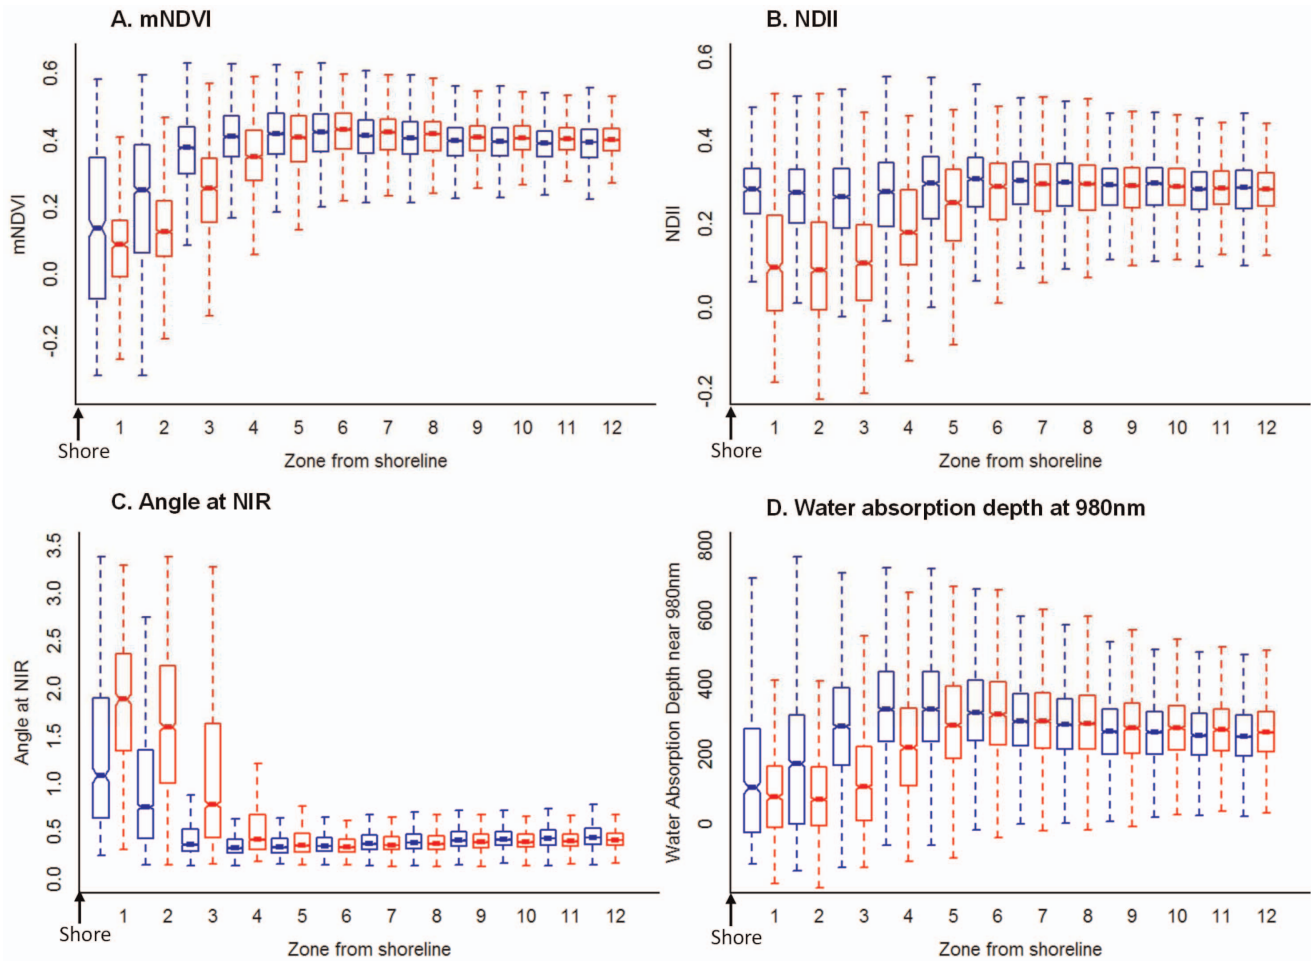 A. mNDVI
mNDVI
0.6
0.4
0.2
0.0
-0.2
1 2 3 4 5 6 7 8 9 10 11 12
Shore
Zone from shoreline
B. NDII
NDII
0.6
0.4
0.2
0.0
-0.2
1 2 3 4 5 6 7 8 9 10 11 12
Shore
Zone from shoreline
C. Angle at NIR
Angle at NIR
3.5
3.0
2.5
2.0
1.5
1.0
0.5
0.0
1 2 3 4 5 6 7 8 9 10 11 12
Shore
Zone from shoreline
D. Water absorption depth at 980nm
Water Absorption Depth near 980nm
800
600
400
200
0
1 2 3 4 5 6 7 8 9 10 11 12
Shore
Zone from shoreline